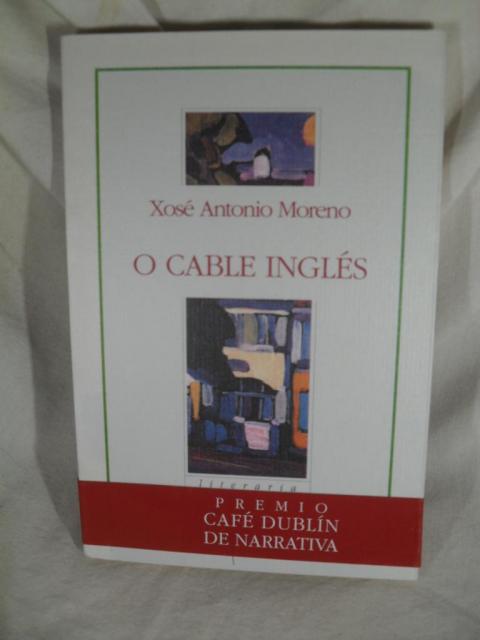 Xosé Antonio Moreno
O CABLE INGLÉS
literaria
PREMIO
CAFÉ DUBLÍN
DE NARRATIVA